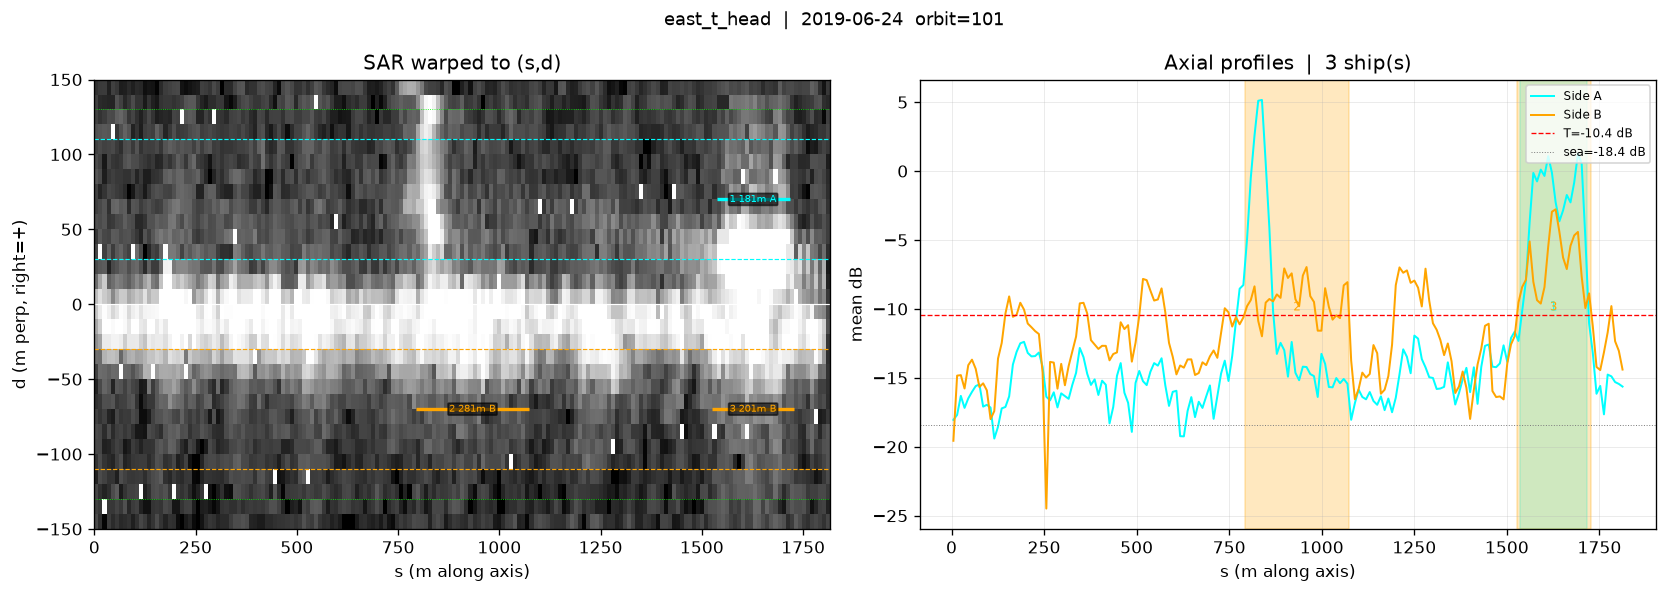 east_t_head  |  2019-06-24  orbit=101
SAR warped to (s,d)
d (m perp, right=+)
150
100
50
0
−50
−100
−150
1 181m A
2 281m B
3 201m B
0
250
500
750
1000
1250
1500
1750
s (m along axis)
Axial profiles  |  3 ship(s)
mean dB
5
0
−5
−10
−15
−20
−25
Side A
Side B
T=-10.4 dB
sea=-18.4 dB
2
3
0
250
500
750
1000
1250
1500
1750
s (m along axis)